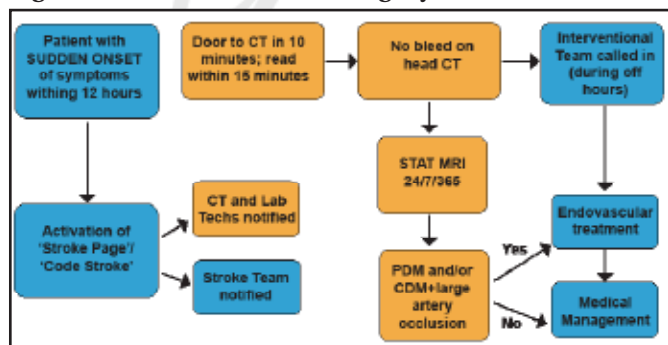 Patient with
SUDDEN ONSET
of symptoms
withing 12 hours
Door to CT in 10
minutes; read
within 15 minutes
No bleed on
head CT
Interventional
Team called in
(during off
hours)
STAT MRI
24/7/365
CT and Lab
Techs notified
Activation of
'Stroke Page'/
'Code Stroke'
Stroke Team
notified
PDM and/or
CDM+large
artery
occlusion
Yes
No
Endovascular
treatment
Medical
Management